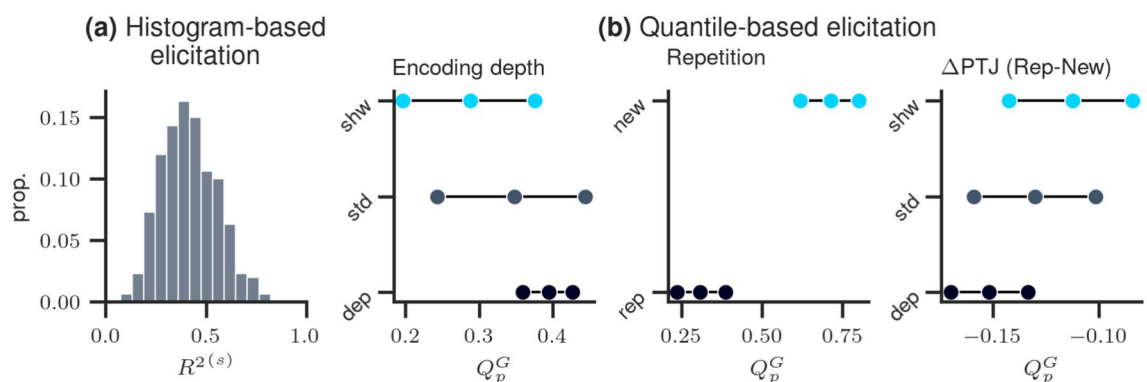 (a) Histogram-based
elicitation
(b) Quantile-based elicitation
prop.
0.15
0.10
0.05
0.00
0.0 0.5 1.0
R²⁽ˢ⁾
Encoding depth
shw
std
dep
0.2 0.3 0.4
Q_p^G
Repetition
new
rep
0.25 0.50 0.75
Q_p^G
ΔPTJ (Rep-New)
shw
std
dep
−0.15 −0.10
Q_p^G